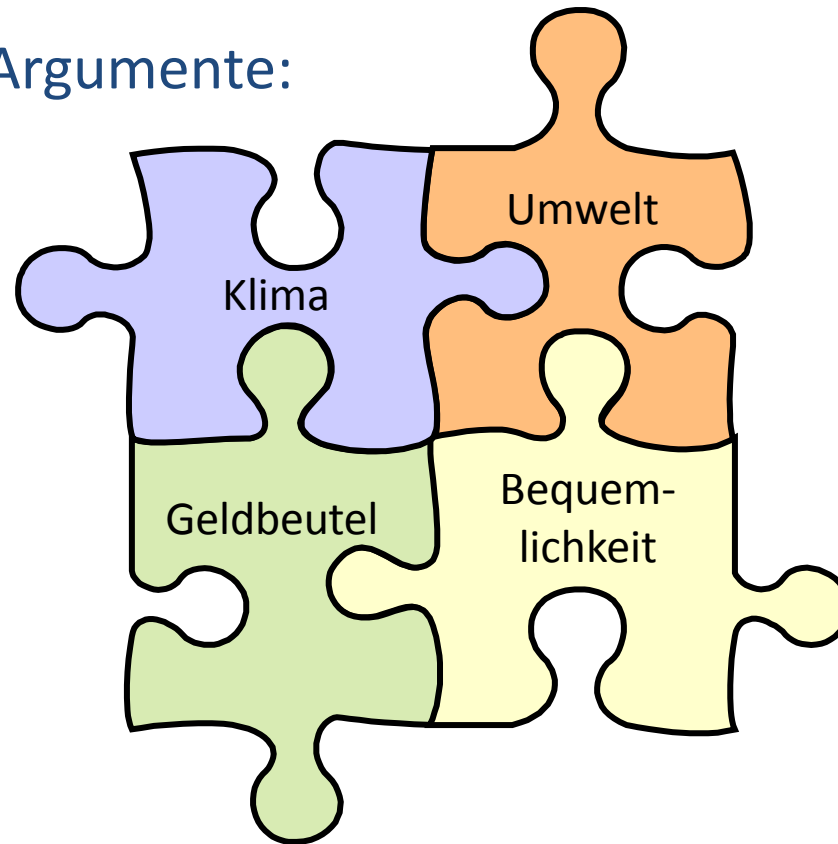 Argumente:
Umwelt
Klima
Bequem-
lichkeit
Geldbeutel